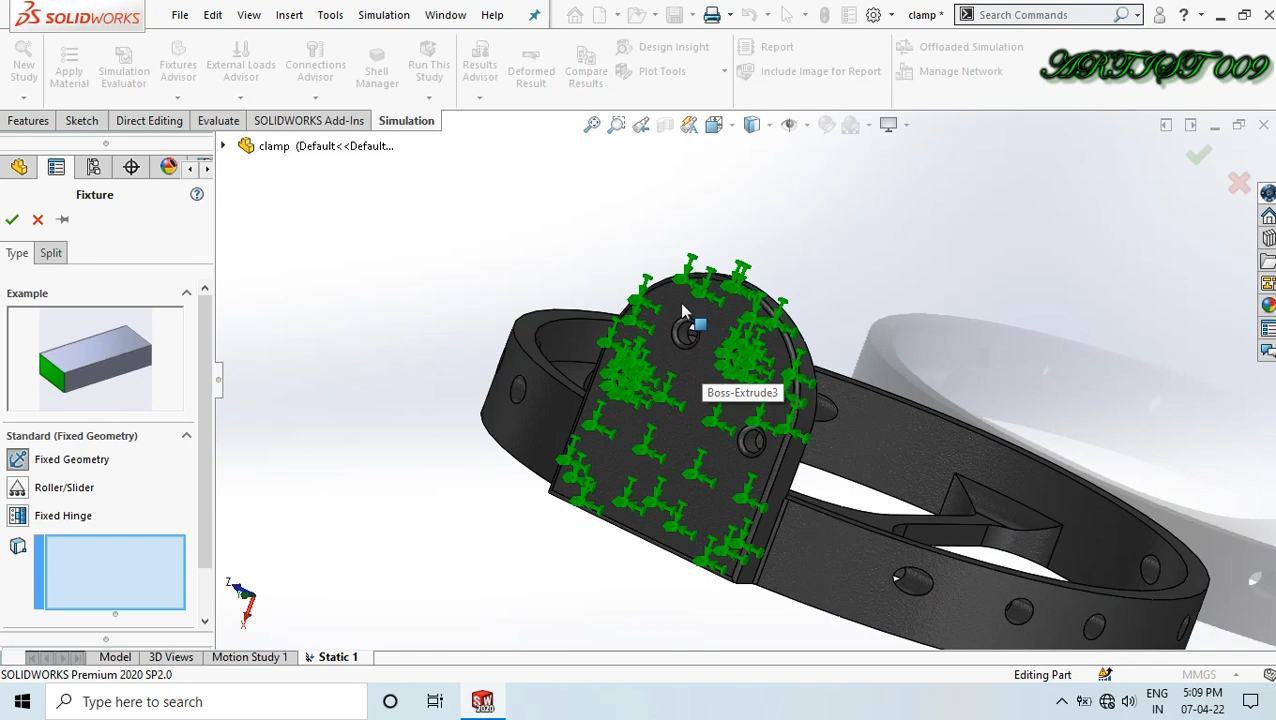 SOLIDWORKS File Edit View Insert Tools Simulation Window Help clamp * Search Commands
New Study Apply Material Simulation Evaluator Fixtures Advisor External Loads Advisor Connections Advisor Shell Manager Run This Study Results Advisor Deformed Result Compare Results Design Insight Plot Tools Report Include Image for Report Offloaded Simulation Manage Network
ARTIST 009
Features Sketch Direct Editing Evaluate SOLIDWORKS Add-Ins Simulation
clamp (Default<<Default...
Fixture
Type Split
Example
Standard (Fixed Geometry)
Fixed Geometry
Roller/Slider
Fixed Hinge
Boss-Extrude3
Z
X
Model 3D Views Motion Study 1 Static 1
SOLIDWORKS Premium 2020 SP2.0 Editing Part MMGS
Type here to search SW 2020 ENG IN 5:09 PM 07-04-22